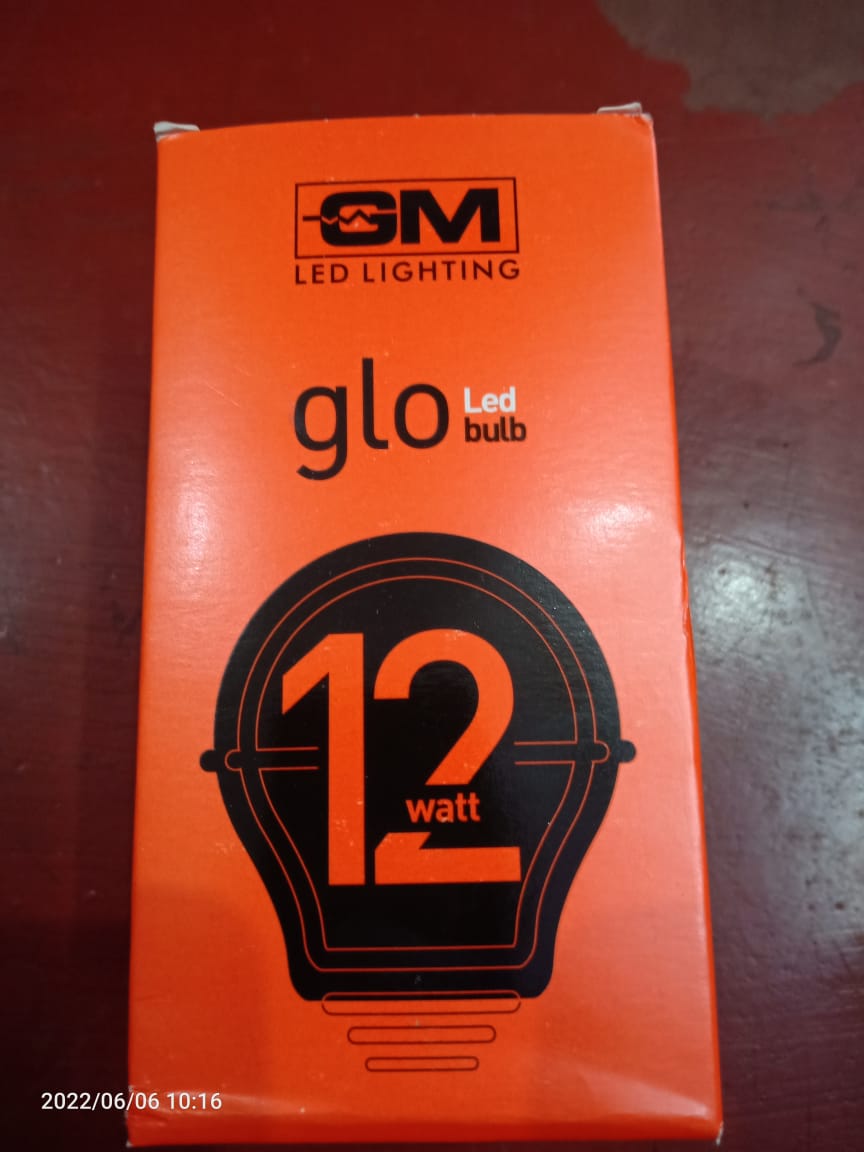 GM
LED LIGHTING
glo Led
bulb
12
watt
2022/06/06 10:16